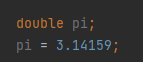 double pi;
pi = 3.14159;